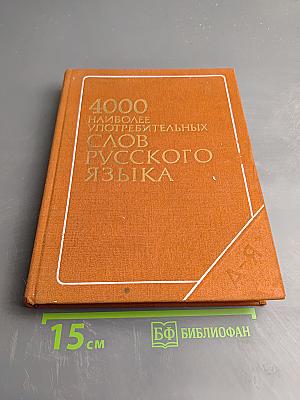 4000
НАИБОЛЕЕ
УПОТРЕБИТЕЛЬНЫХ
СЛОВ
РУССКОГО
ЯЗЫКА
А-Я
15 см
БФ БИБЛИОФАН